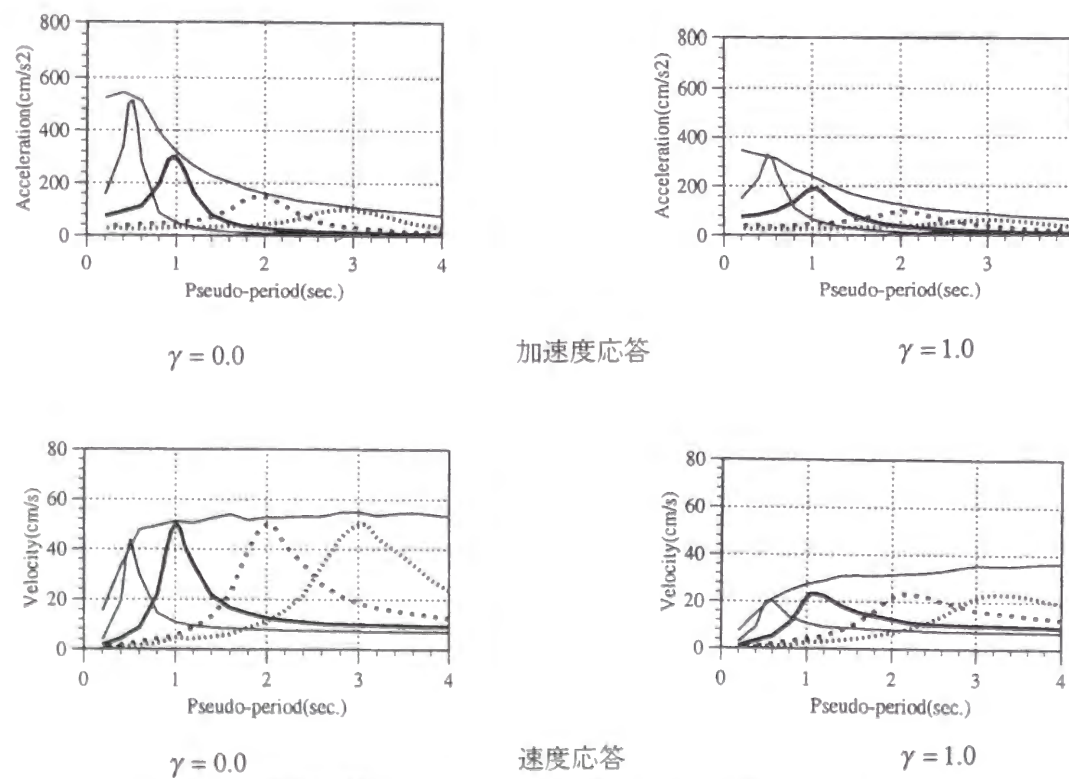 800
600
400
200
0
Acceleration(cm/s2)
0 1 2 3 4
Pseudo-period(sec.)
800
600
400
200
0
Acceleration(cm/s2)
0 1 2 3
Pseudo-period(sec.)
γ = 0.0
加速度応答
γ = 1.0
80
60
40
20
0
Velocity(cm/s)
0 1 2 3 4
Pseudo-period(sec.)
80
60
40
20
0
Velocity(cm/s)
0 1 2 3 4
Pseudo-period(sec.)
γ = 0.0
速度応答
γ = 1.0